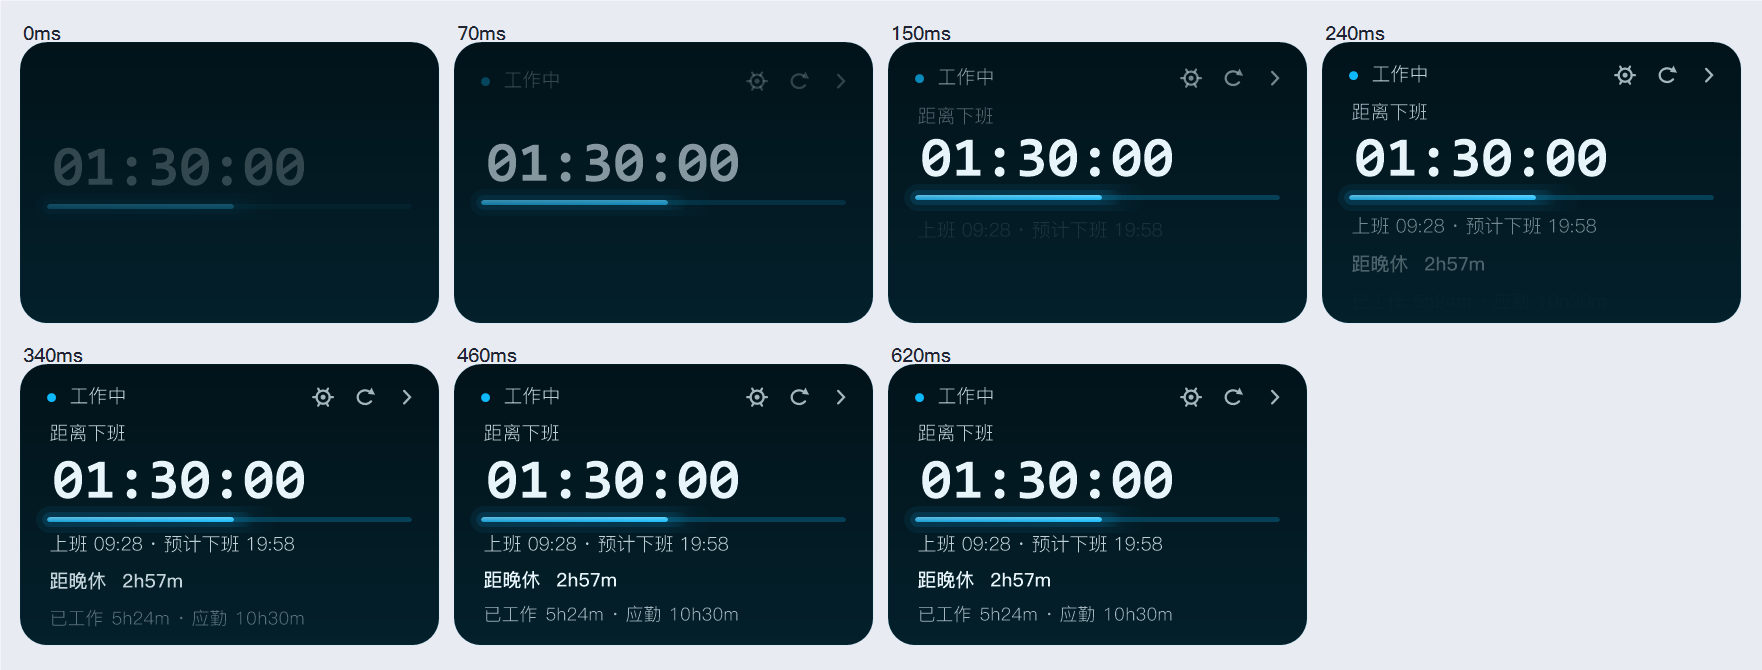 0ms
01:30:00
70ms
工作中
01:30:00
150ms
工作中
距离下班
01:30:00
上班 09:28 · 预计下班 19:58
240ms
工作中
距离下班
01:30:00
上班 09:28 · 预计下班 19:58
距晚休 2h57m
340ms
工作中
距离下班
01:30:00
上班 09:28 · 预计下班 19:58
距晚休 2h57m
已工作 5h24m · 应勤 10h30m
460ms
工作中
距离下班
01:30:00
上班 09:28 · 预计下班 19:58
距晚休 2h57m
已工作 5h24m · 应勤 10h30m
620ms
工作中
距离下班
01:30:00
上班 09:28 · 预计下班 19:58
距晚休 2h57m
已工作 5h24m · 应勤 10h30m